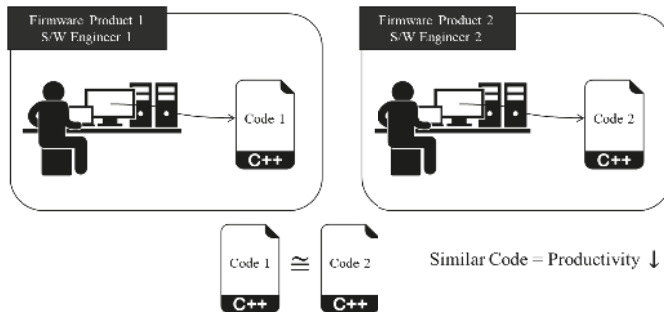 Firmware Product 1
S/W Engineer 1
Code 1
C++
Firmware Product 2
S/W Engineer 2
Code 2
C++
Code 1
C++
≅
Code 2
C++
Similar Code = Productivity ↓